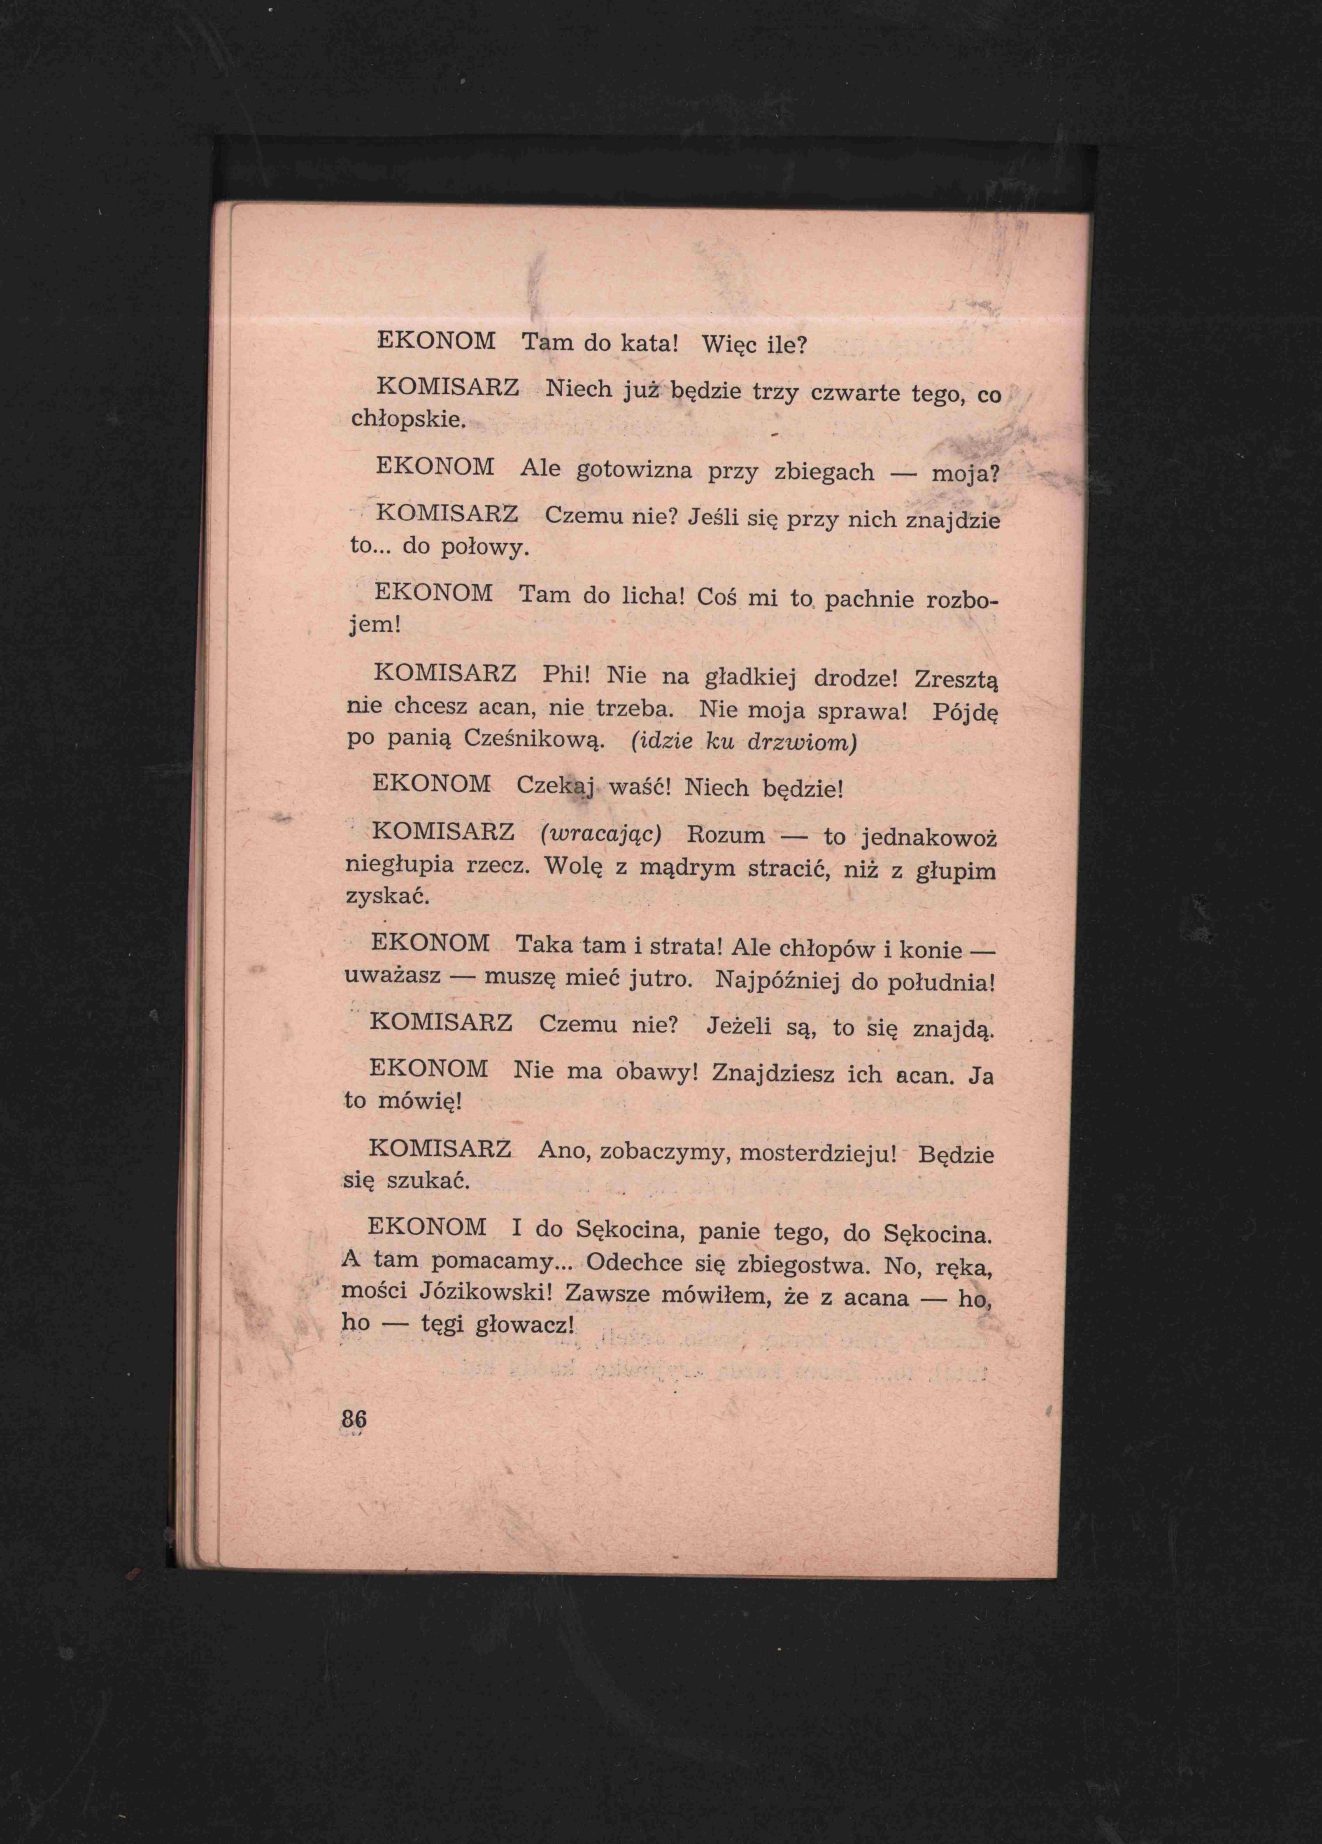 EKONOM Tam do kata! Więc ile?
KOMISARZ Niech już będzie trzy czwarte tego, co
chłopskie.
EKONOM Ale gotowizna przy zbiegach — moja?
KOMISARZ Czemu nie? Jeśli się przy nich znajdzie
to... do połowy.
EKONOM Tam do licha! Coś mi to pachnie rozbo-
jem!
KOMISARZ Phi! Nie na gładkiej drodze! Zresztą
nie chcesz acan, nie trzeba. Nie moja sprawa! Pójdę
po panią Cześnikową. (idzie ku drzwiom)
EKONOM Czekaj waść! Niech będzie!
KOMISARZ (wracając) Rozum — to jednakowoż
niegłupia rzecz. Wolę z mądrym stracić, niż z głupim
zyskać.
EKONOM Taka tam i strata! Ale chłopów i konie —
uważasz — muszę mieć jutro. Najpóźniej do południa!
KOMISARZ Czemu nie? Jeżeli są, to się znajdą.
EKONOM Nie ma obawy! Znajdziesz ich acan. Ja
to mówię!
KOMISARZ Ano, zobaczymy, mosterdzieju! Będzie
się szukać.
EKONOM I do Sękocina, panie tego, do Sękocina.
A tam pomacamy... Odechce się zbiegostwa. No, ręka,
mości Józikowski! Zawsze mówiłem, że z acana — ho,
ho — tęgi głowacz!
86